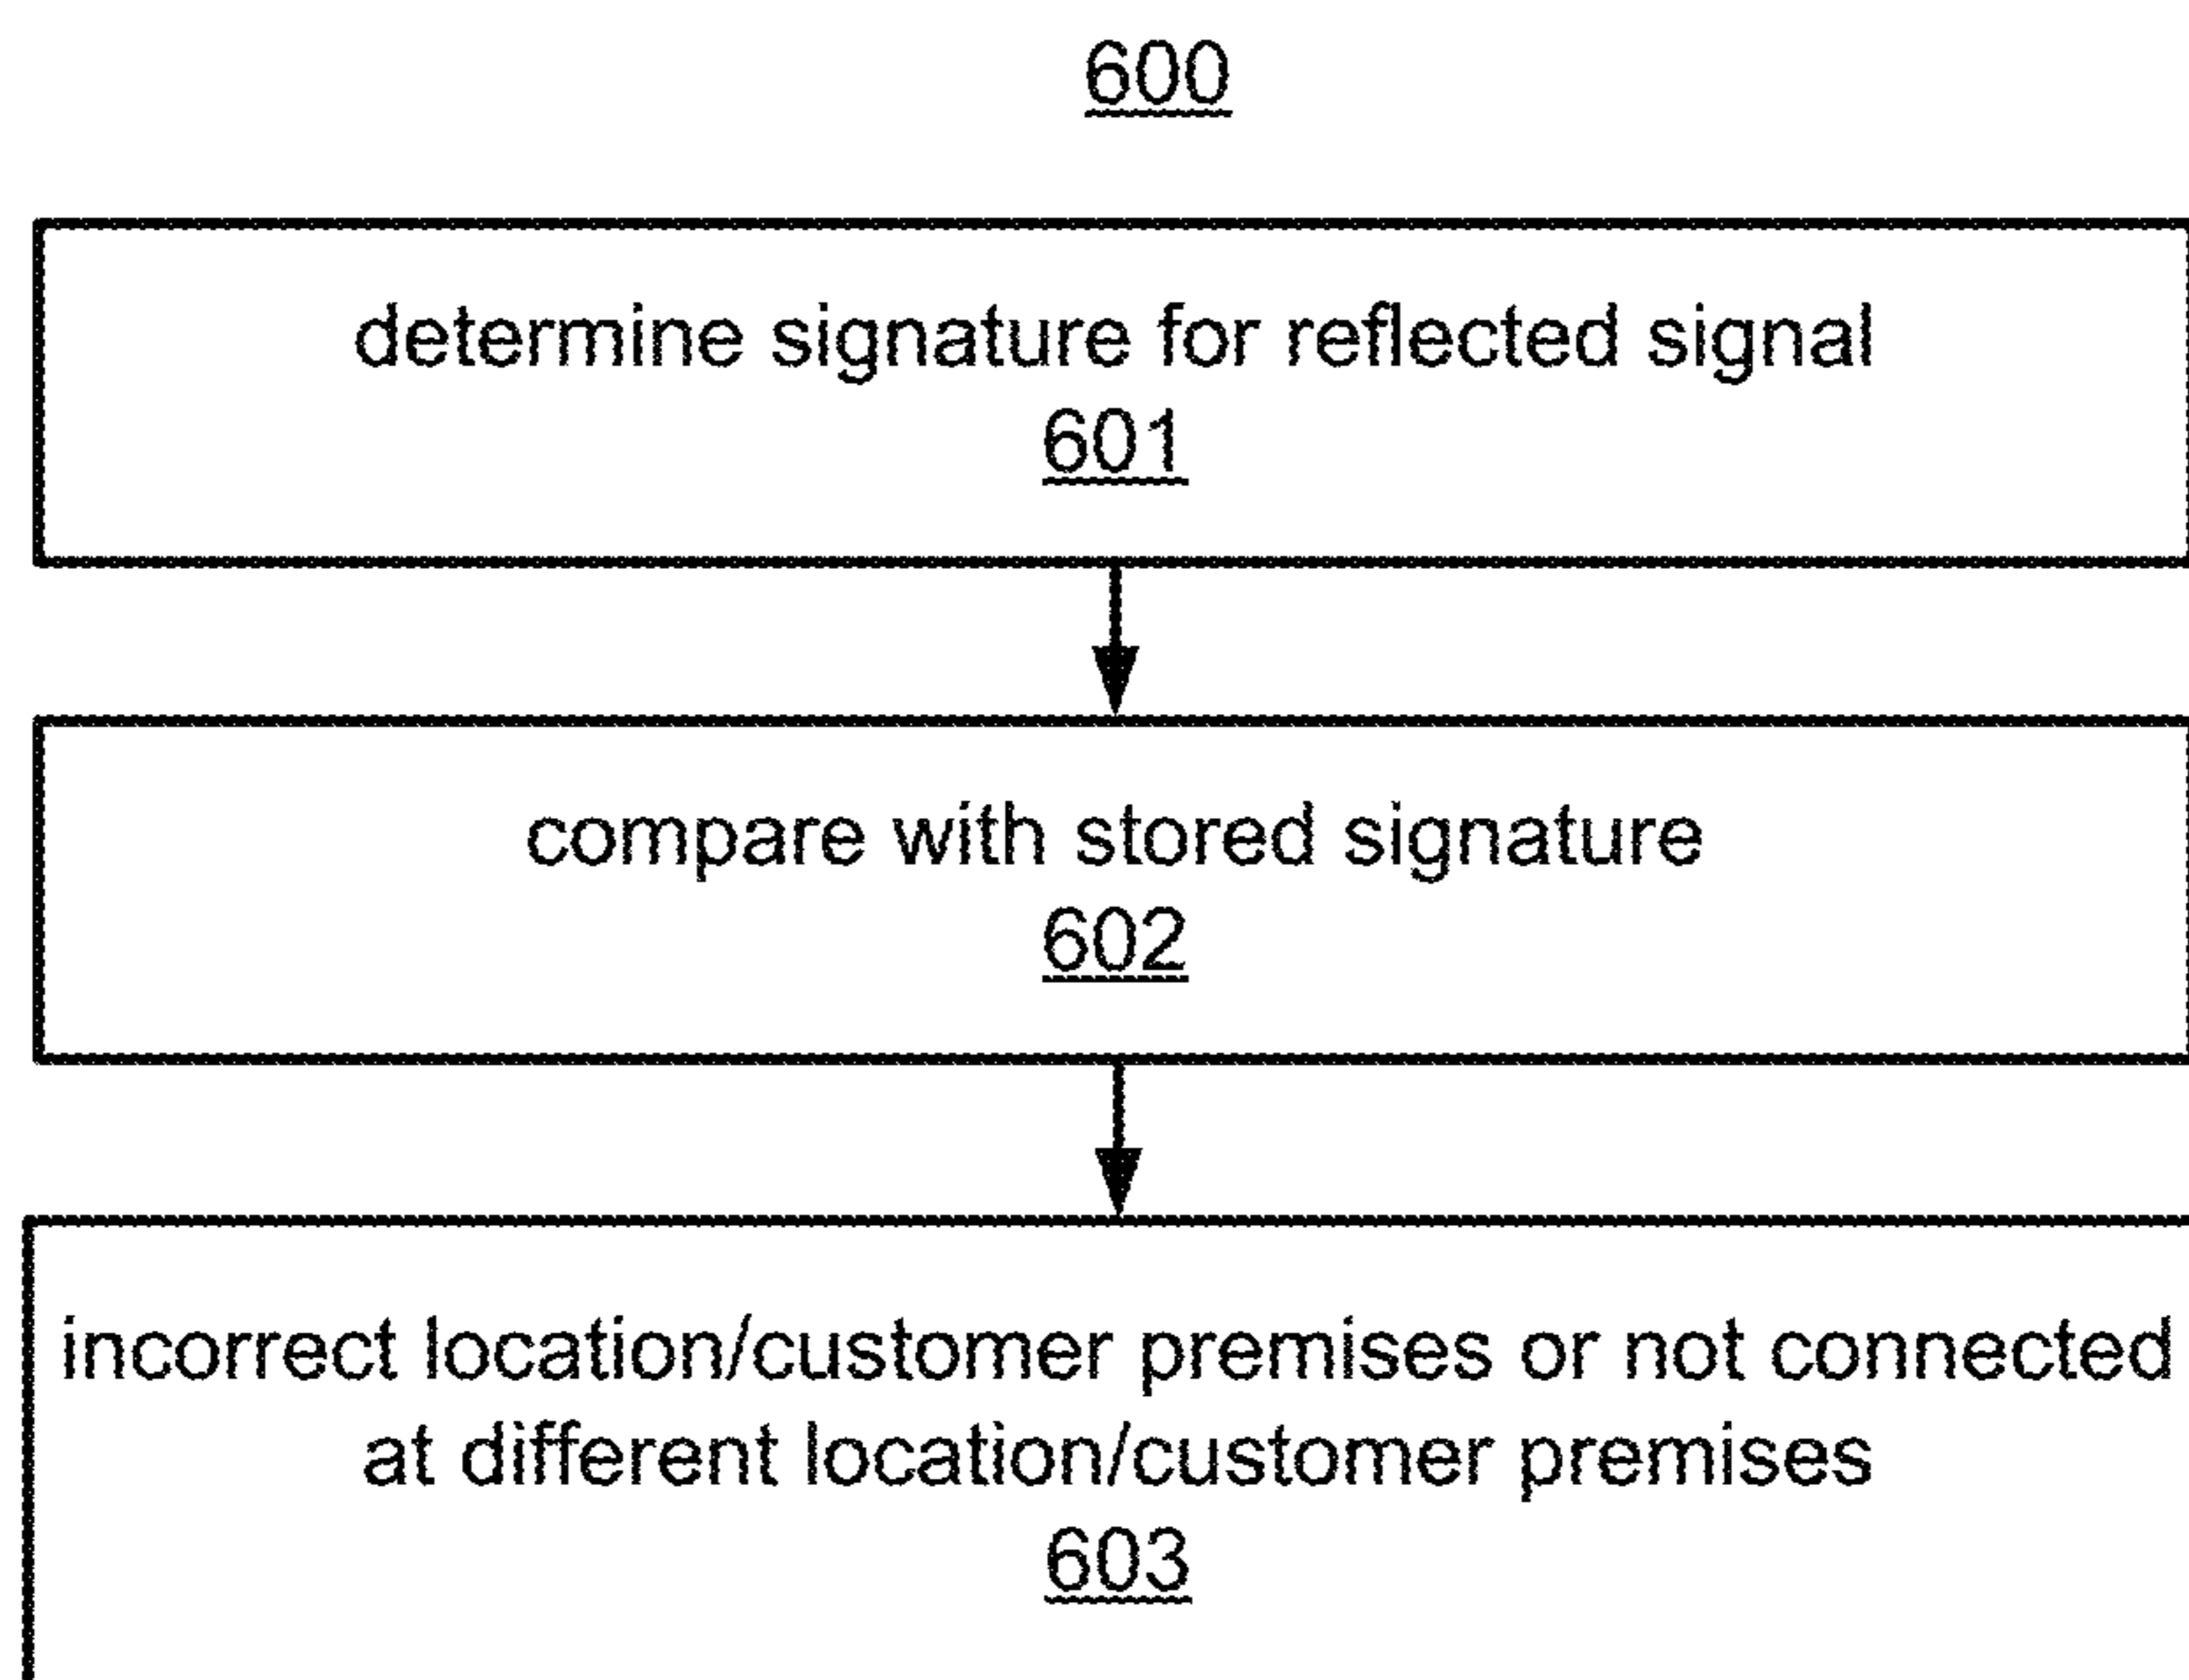 600
determine signature for reflected signal
601
compare with stored signature
602
incorrect location/customer premises or not connected
at different location/customer premises
603